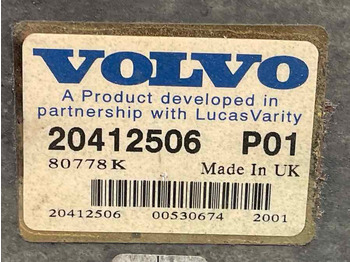 VOLVO
A Product developed in
partnership with LucasVarity
20412506 P01
80778K Made In UK
20412506 00530674 2001